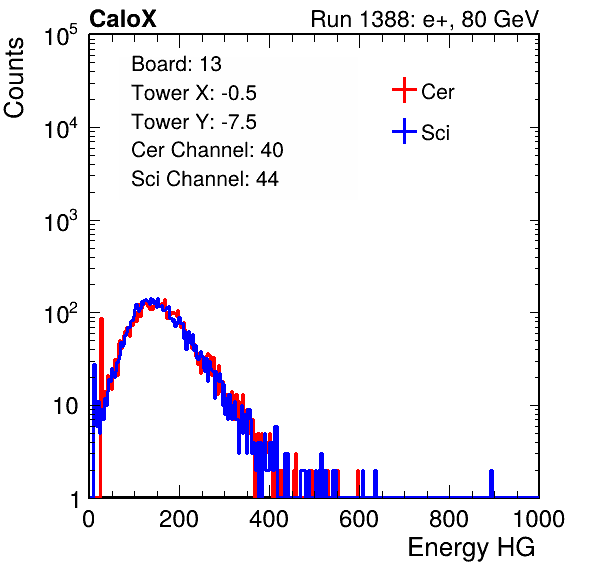 CaloX Run 1388: e+, 80 GeV
Counts
Board: 13
Tower X: -0.5
Tower Y: -7.5
Cer Channel: 40
Sci Channel: 44
Cer
Sci
10^5
10^4
10^3
10^2
10
1
0 200 400 600 800 1000
Energy HG